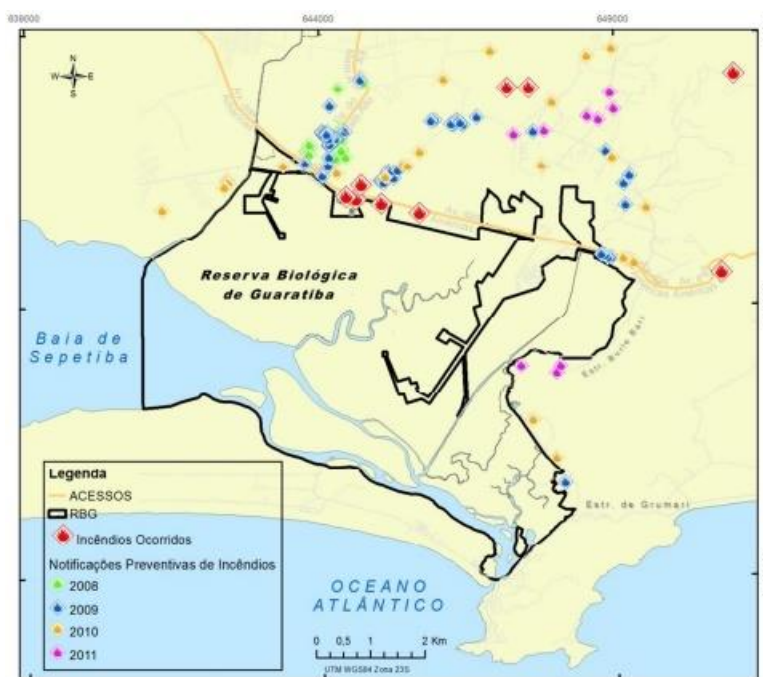 639000
644000
649000
N
W E
S
Reserva Biológica
de Guaratiba
Baia de
Sepetiba
Estr. Burle Marx
Estr. de Grumari
OCEANO
ATLÂNTICO
Legenda
ACESSOS
RBG
Incêndios Ocorridos
Notificações Preventivas de Incêndios
2008
2009
2010
2011
0 0,5 1 2 Km
UTM WGS84 Zona 23S